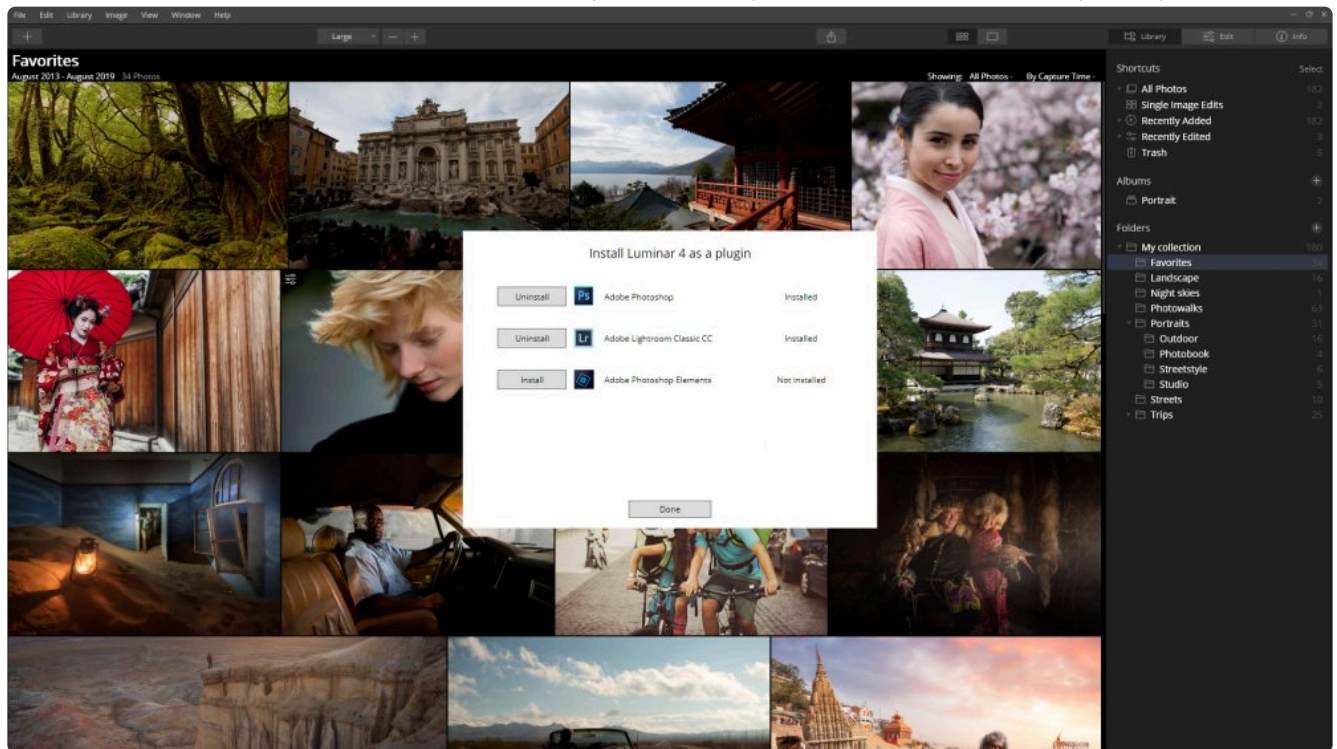 File Edit Library Image View Window Help
Large
Library Edit Info
Favorites
August 2013 - August 2019 34 Photos
Showing: All Photos By Capture Time
Shortcuts Select
All Photos 182
Single Image Edits 2
Recently Added 182
Recently Edited 3
Trash 5
Albums
Portrait 2
Folders
My collection 180
Favorites 34
Landscape 16
Night skies 1
Photowalks 63
Portraits 31
Outdoor 16
Photobook 4
Streetstyle 6
Studio 5
Streets 10
Trips 25
Install Luminar 4 as a plugin
Uninstall Ps Adobe Photoshop Installed
Uninstall Lr Adobe Lightroom Classic CC Installed
Install Adobe Photoshop Elements Not installed
Done